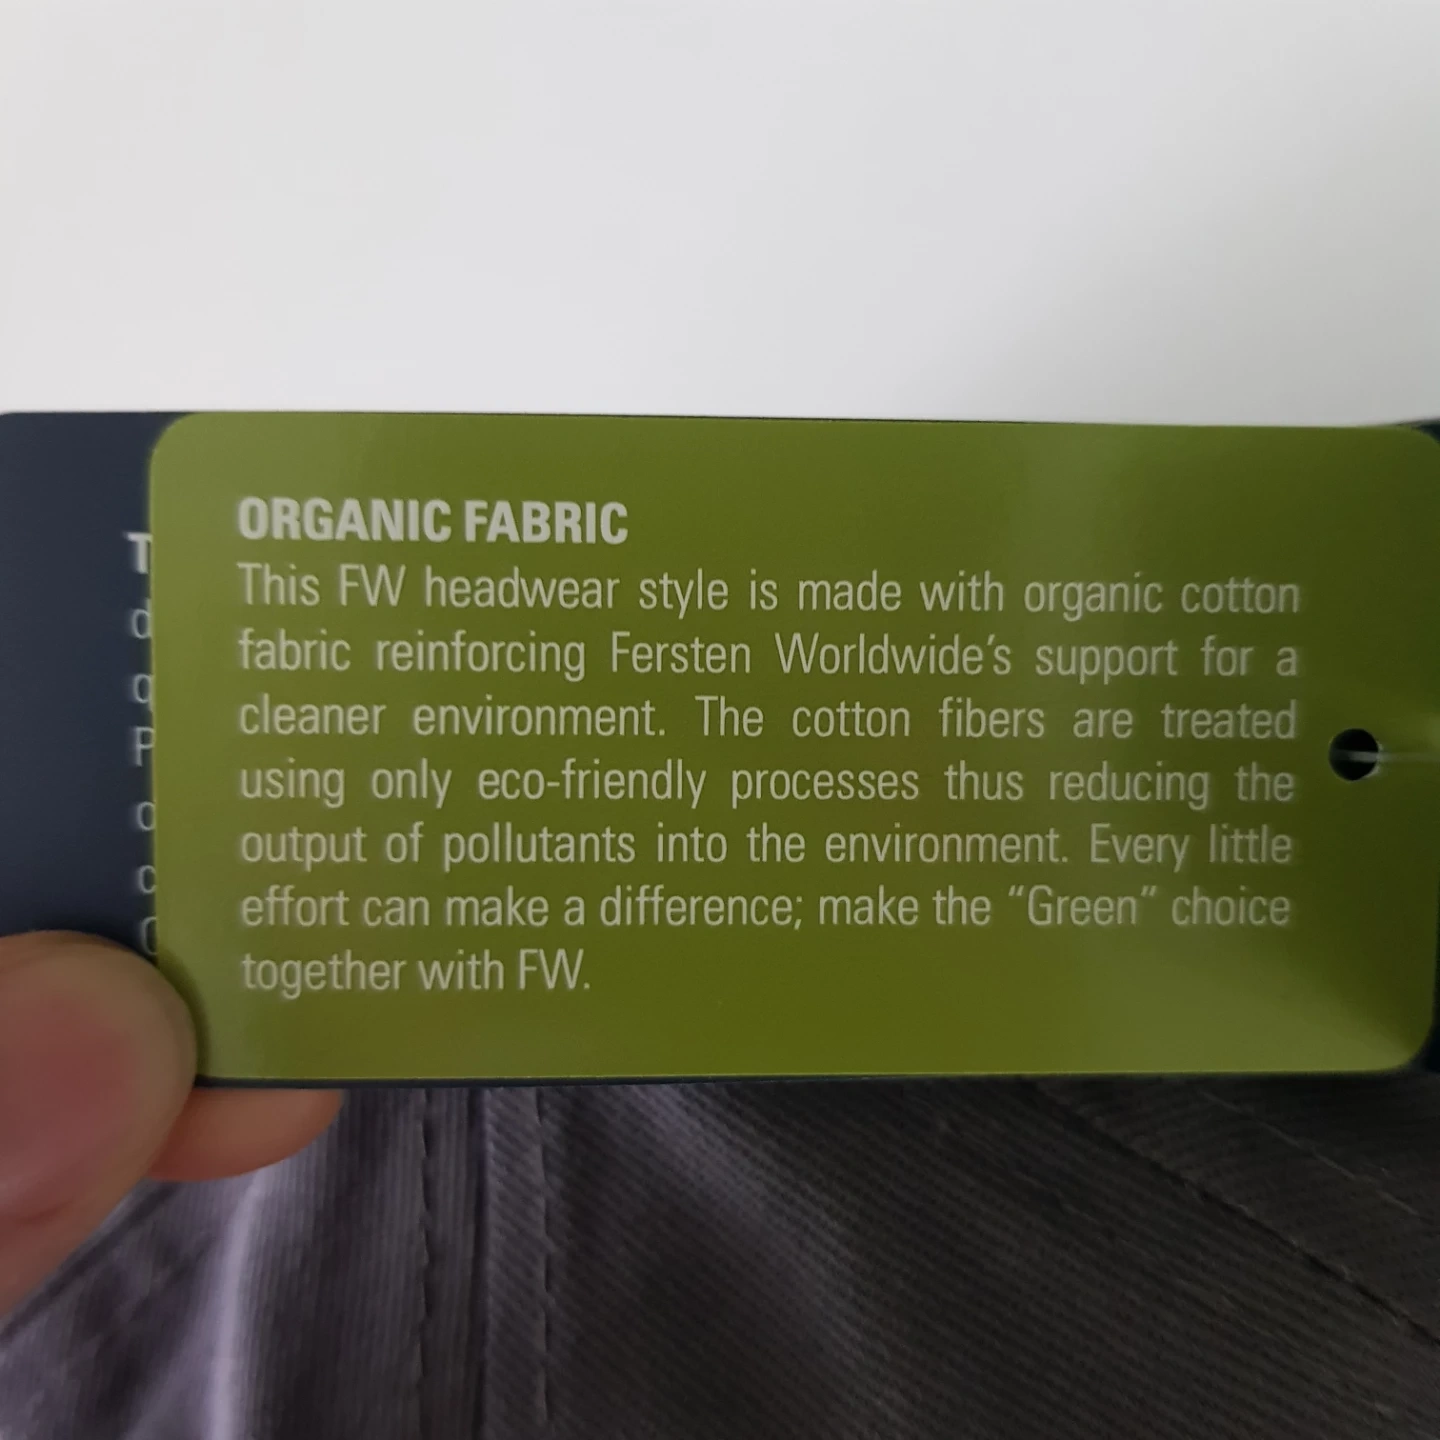 ORGANIC FABRIC
This FW headwear style is made with organic cotton
fabric reinforcing Fersten Worldwide's support for a
cleaner environment. The cotton fibers are treated
using only eco-friendly processes thus reducing the
output of pollutants into the environment. Every little
effort can make a difference; make the “Green” choice
together with FW.